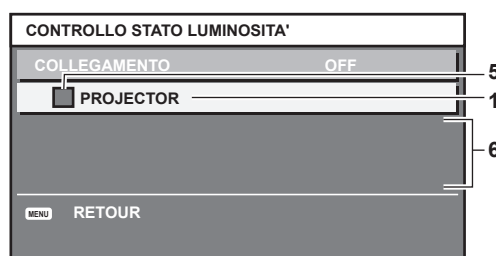 CONTROLLO STATO LUMINOSITA'
COLLEGAMENTO OFF
5
PROJECTOR 1
6
MENU RETOUR